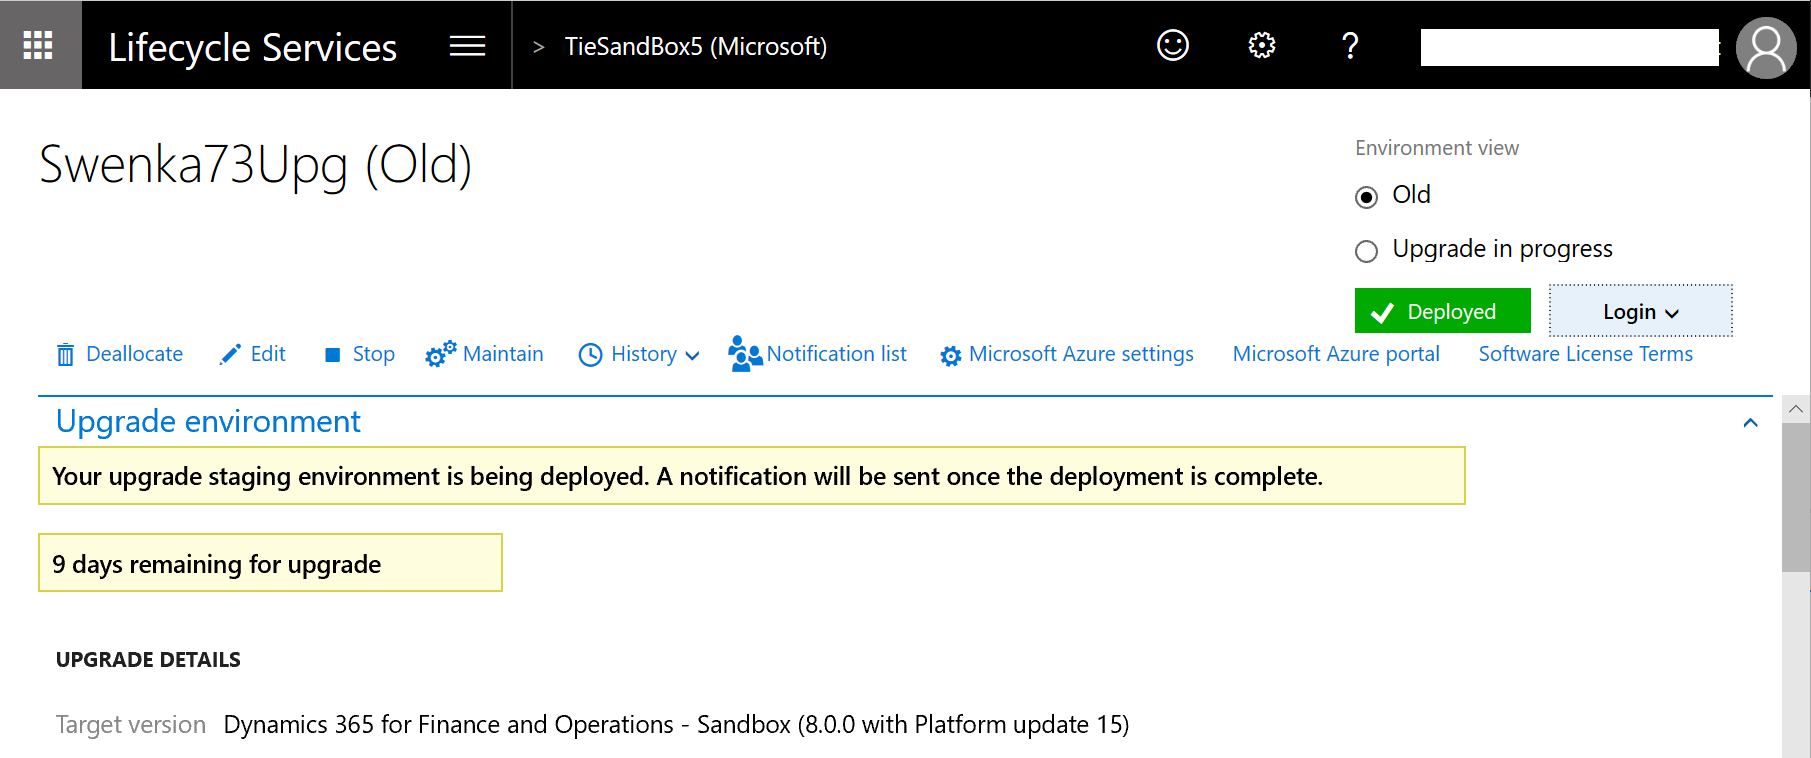 Lifecycle Services > TieSandBox5 (Microsoft) ?
Swenka73Upg (Old)
Environment view
Old
Upgrade in progress
Deployed Login
Deallocate Edit Stop Maintain History Notification list Microsoft Azure settings Microsoft Azure portal Software License Terms
Upgrade environment
Your upgrade staging environment is being deployed. A notification will be sent once the deployment is complete.
9 days remaining for upgrade
UPGRADE DETAILS
Target version Dynamics 365 for Finance and Operations - Sandbox (8.0.0 with Platform update 15)